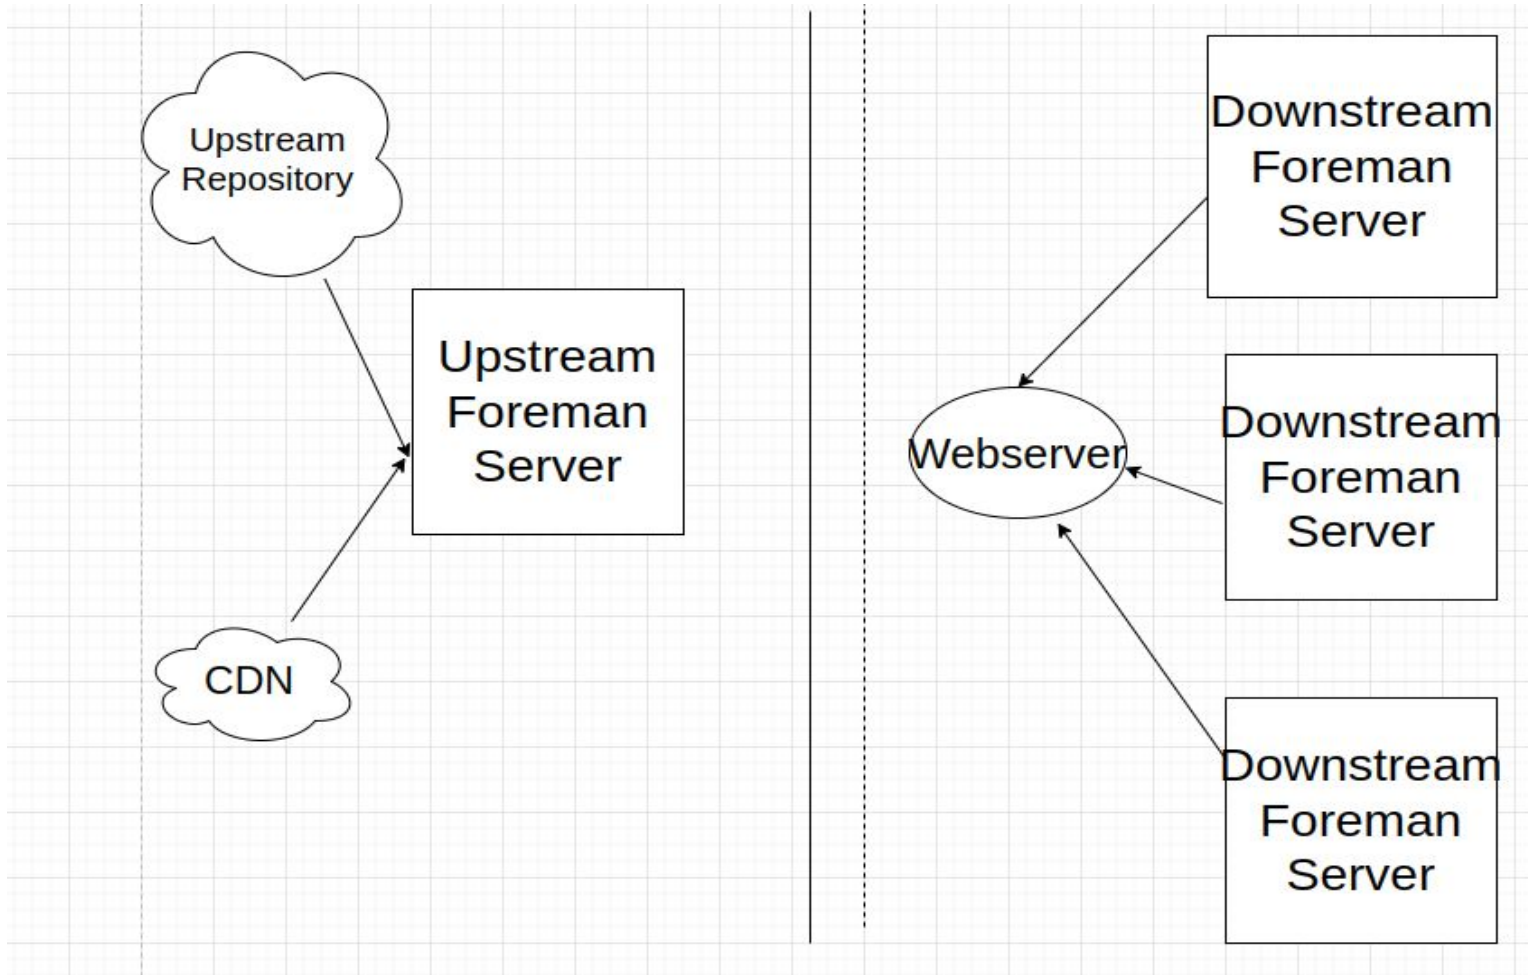 Upstream
Repository
Upstream
Foreman
Server
CDN
Webserver
Downstream
Foreman
Server
Downstream
Foreman
Server
Downstream
Foreman
Server